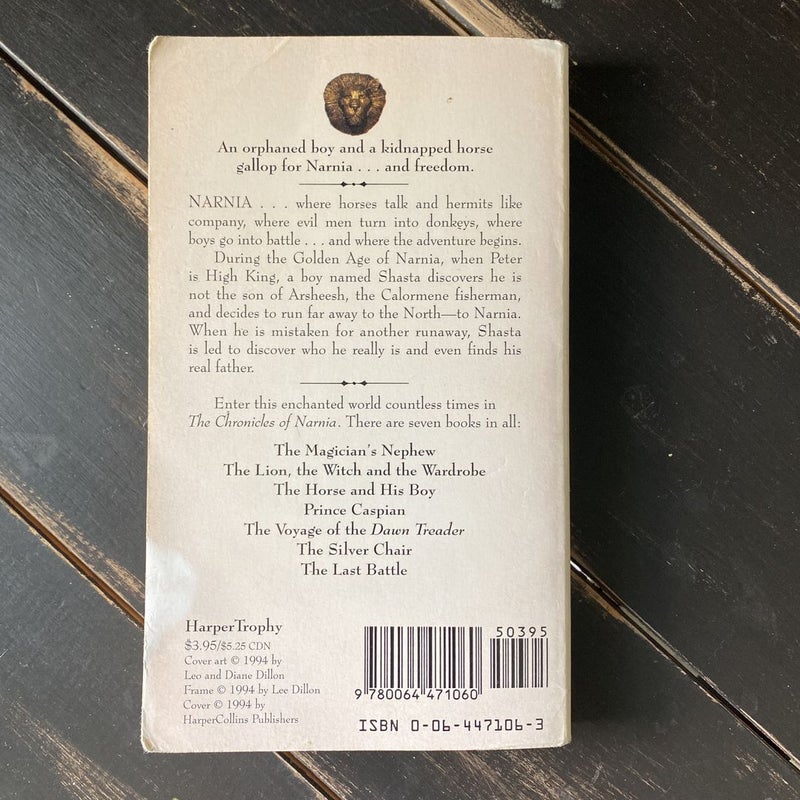 An orphaned boy and a kidnapped horse
gallop for Narnia . . . and freedom.
NARNIA . . . where horses talk and hermits like
company, where evil men turn into donkeys, where
boys go into battle . . . and where the adventure begins.
During the Golden Age of Narnia, when Peter
is High King, a boy named Shasta discovers he is
not the son of Arsheesh, the Calormene fisherman,
and decides to run far away to the North—to Narnia.
When he is mistaken for another runaway, Shasta
is led to discover who he really is and even finds his
real father.
Enter this enchanted world countless times in
The Chronicles of Narnia. There are seven books in all:
The Magician's Nephew
The Lion, the Witch and the Wardrobe
The Horse and His Boy
Prince Caspian
The Voyage of the Dawn Treader
The Silver Chair
The Last Battle
HarperTrophy
$3.95/$5.25 CDN
Cover art © 1994 by
Leo and Diane Dillon
Frame © 1994 by Lee Dillon
Cover © 1994 by
HarperCollins Publishers
50395
9 780064 471060
ISBN 0-06-447106-3